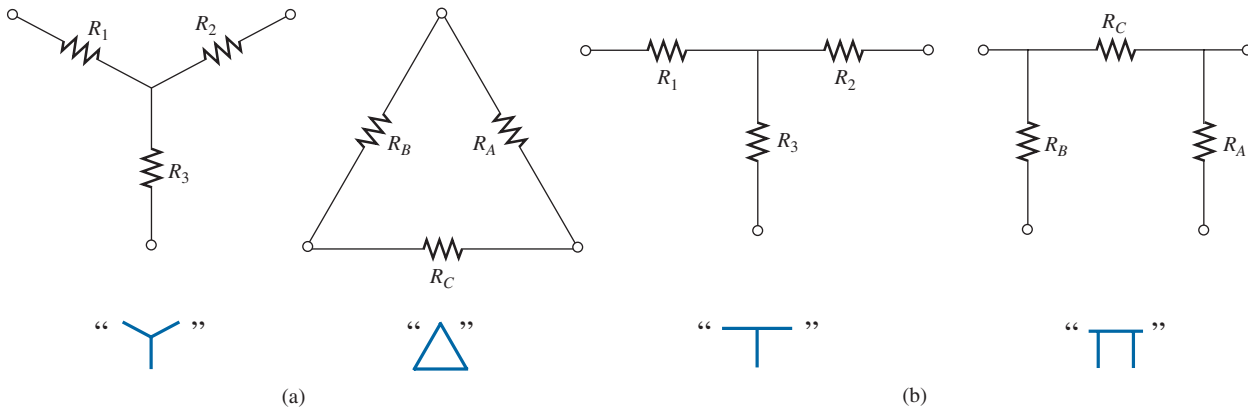 R1 R2
R3
RB RA
RC
R1 R2
R3
RC
RB RA
“ ” “ ” “ ” “ ”
(a) (b)